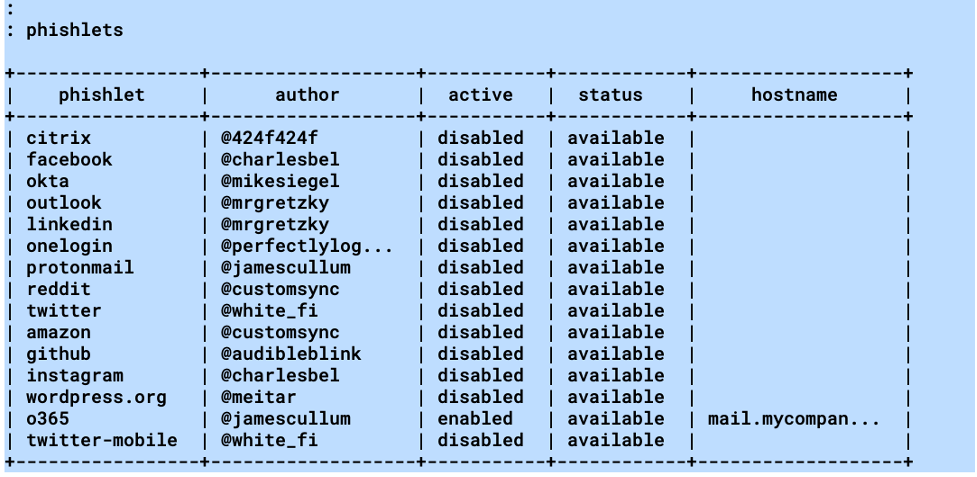 :
: phishlets
+-----------------+-------------------+-----------+------------+-------------------+
| phishlet | author | active | status | hostname |
+-----------------+-------------------+-----------+------------+-------------------+
| citrix | @424f424f | disabled | available | |
| facebook | @charlesbel | disabled | available | |
| okta | @mikesiegel | disabled | available | |
| outlook | @mrgretzky | disabled | available | |
| linkedin | @mrgretzky | disabled | available | |
| onelogin | @perfectlylog... | disabled | available | |
| protonmail | @jamescullum | disabled | available | |
| reddit | @customsync | disabled | available | |
| twitter | @white_fi | disabled | available | |
| amazon | @customsync | disabled | available | |
| github | @audibleblink | disabled | available | |
| instagram | @charlesbel | disabled | available | |
| wordpress.org | @meitar | disabled | available | |
| o365 | @jamescullum | enabled | available | mail.mycompan... |
| twitter-mobile | @white_fi | disabled | available | |
+-----------------+-------------------+-----------+------------+-------------------+